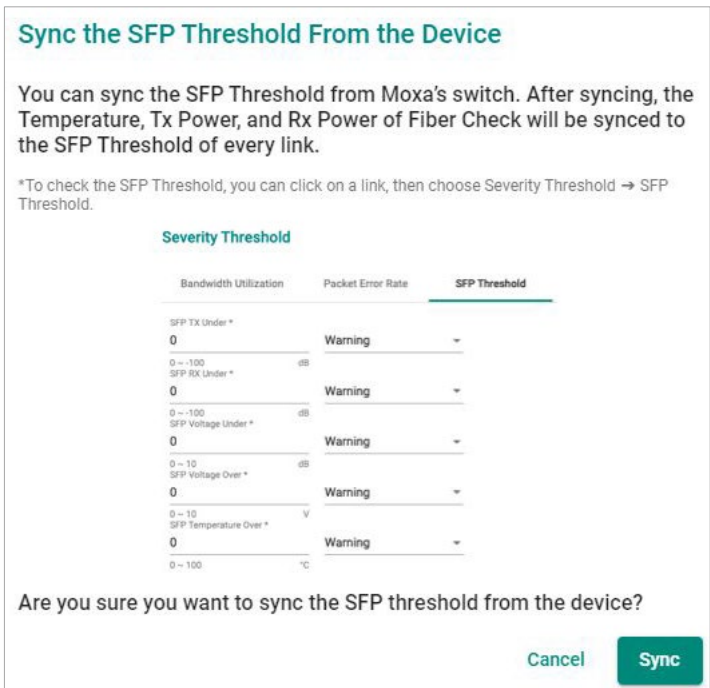 Sync the SFP Threshold From the Device
You can sync the SFP Threshold from Moxa’s switch. After syncing, the
Temperature, Tx Power, and Rx Power of Fiber Check will be synced to
the SFP Threshold of every link.
*To check the SFP Threshold, you can click on a link, then choose Severity Threshold ➔ SFP
Threshold.
Severity Threshold
Bandwidth Utilization Packet Error Rate SFP Threshold
SFP TX Under *
0 Warning
0 ~ -100 dB
SFP RX Under *
0 Warning
0 ~ -100 dB
SFP Voltage Under *
0 Warning
0 ~ 10 dB
SFP Voltage Over *
0 Warning
0 ~ 10 V
SFP Temperature Over *
0 Warning
0 ~ 100 °C
Are you sure you want to sync the SFP threshold from the device?
Cancel Sync